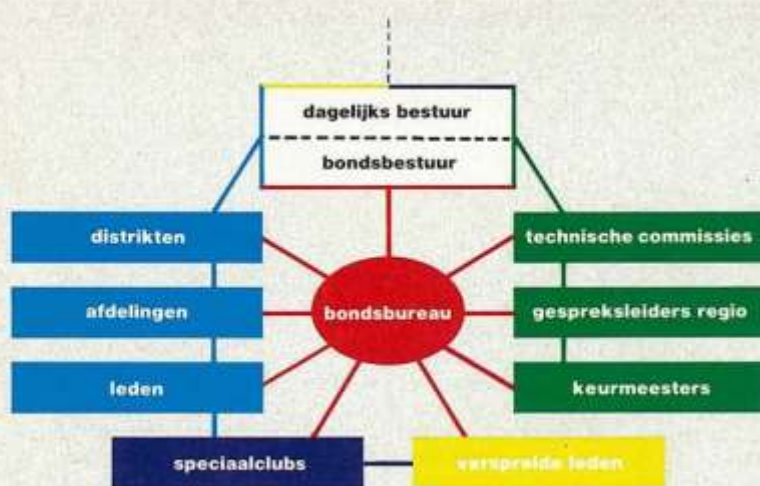 dagelijks bestuur
bondsbestuur
distrikten
technische commissies
bondsbureau
afdelingen
gespreksleiders regio
leden
keurmeesters
speciaalclubs
verspreide leden